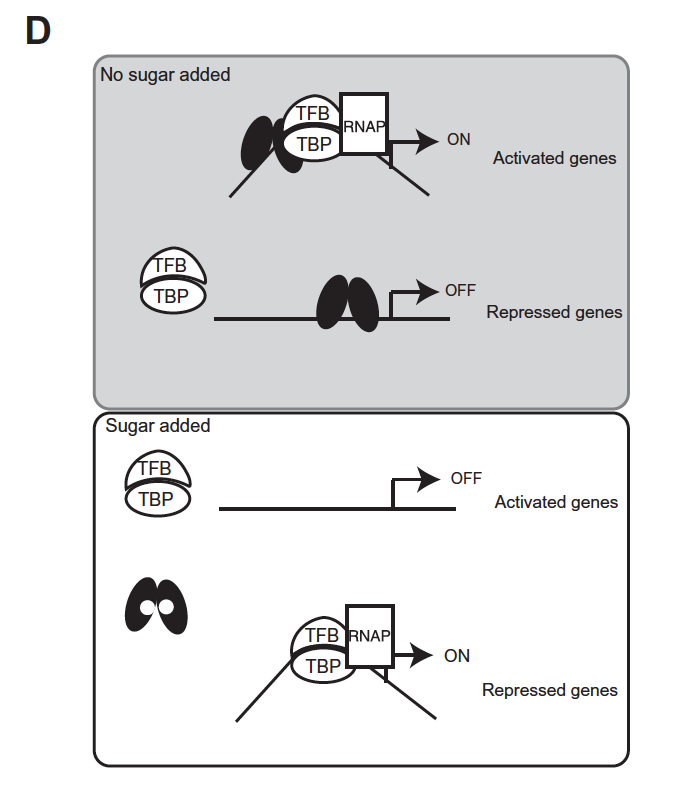 D
No sugar added
TFB
RNAP
TBP
ON
Activated genes
TFB
TBP
OFF
Repressed genes
Sugar added
TFB
TBP
OFF
Activated genes
TFB
RNAP
TBP
ON
Repressed genes